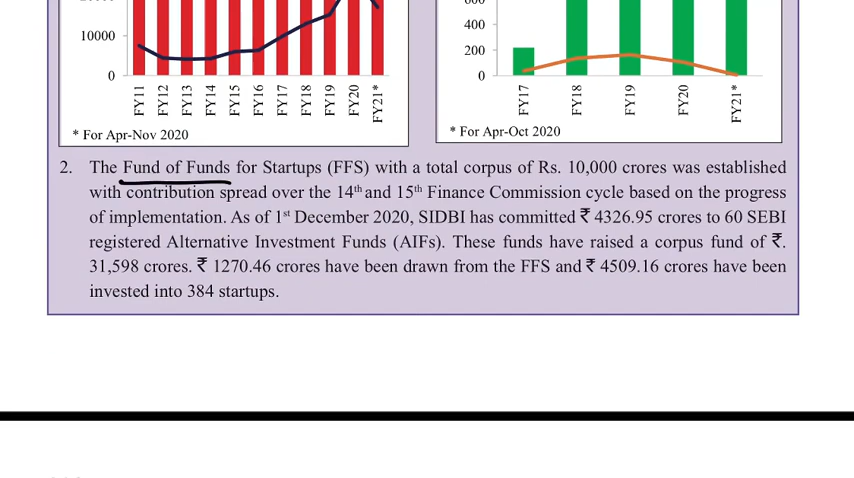 600
10000
400
200
0
0
FY11 FY12 FY13 FY14 FY15 FY16 FY17 FY18 FY19 FY20 FY21*
FY17 FY18 FY19 FY20 FY21*
* For Apr-Nov 2020
* For Apr-Oct 2020
2. The Fund of Funds for Startups (FFS) with a total corpus of Rs. 10,000 crores was established
with contribution spread over the 14th and 15th Finance Commission cycle based on the progress
of implementation. As of 1st December 2020, SIDBI has committed ₹ 4326.95 crores to 60 SEBI
registered Alternative Investment Funds (AIFs). These funds have raised a corpus fund of ₹.
31,598 crores. ₹ 1270.46 crores have been drawn from the FFS and ₹ 4509.16 crores have been
invested into 384 startups.